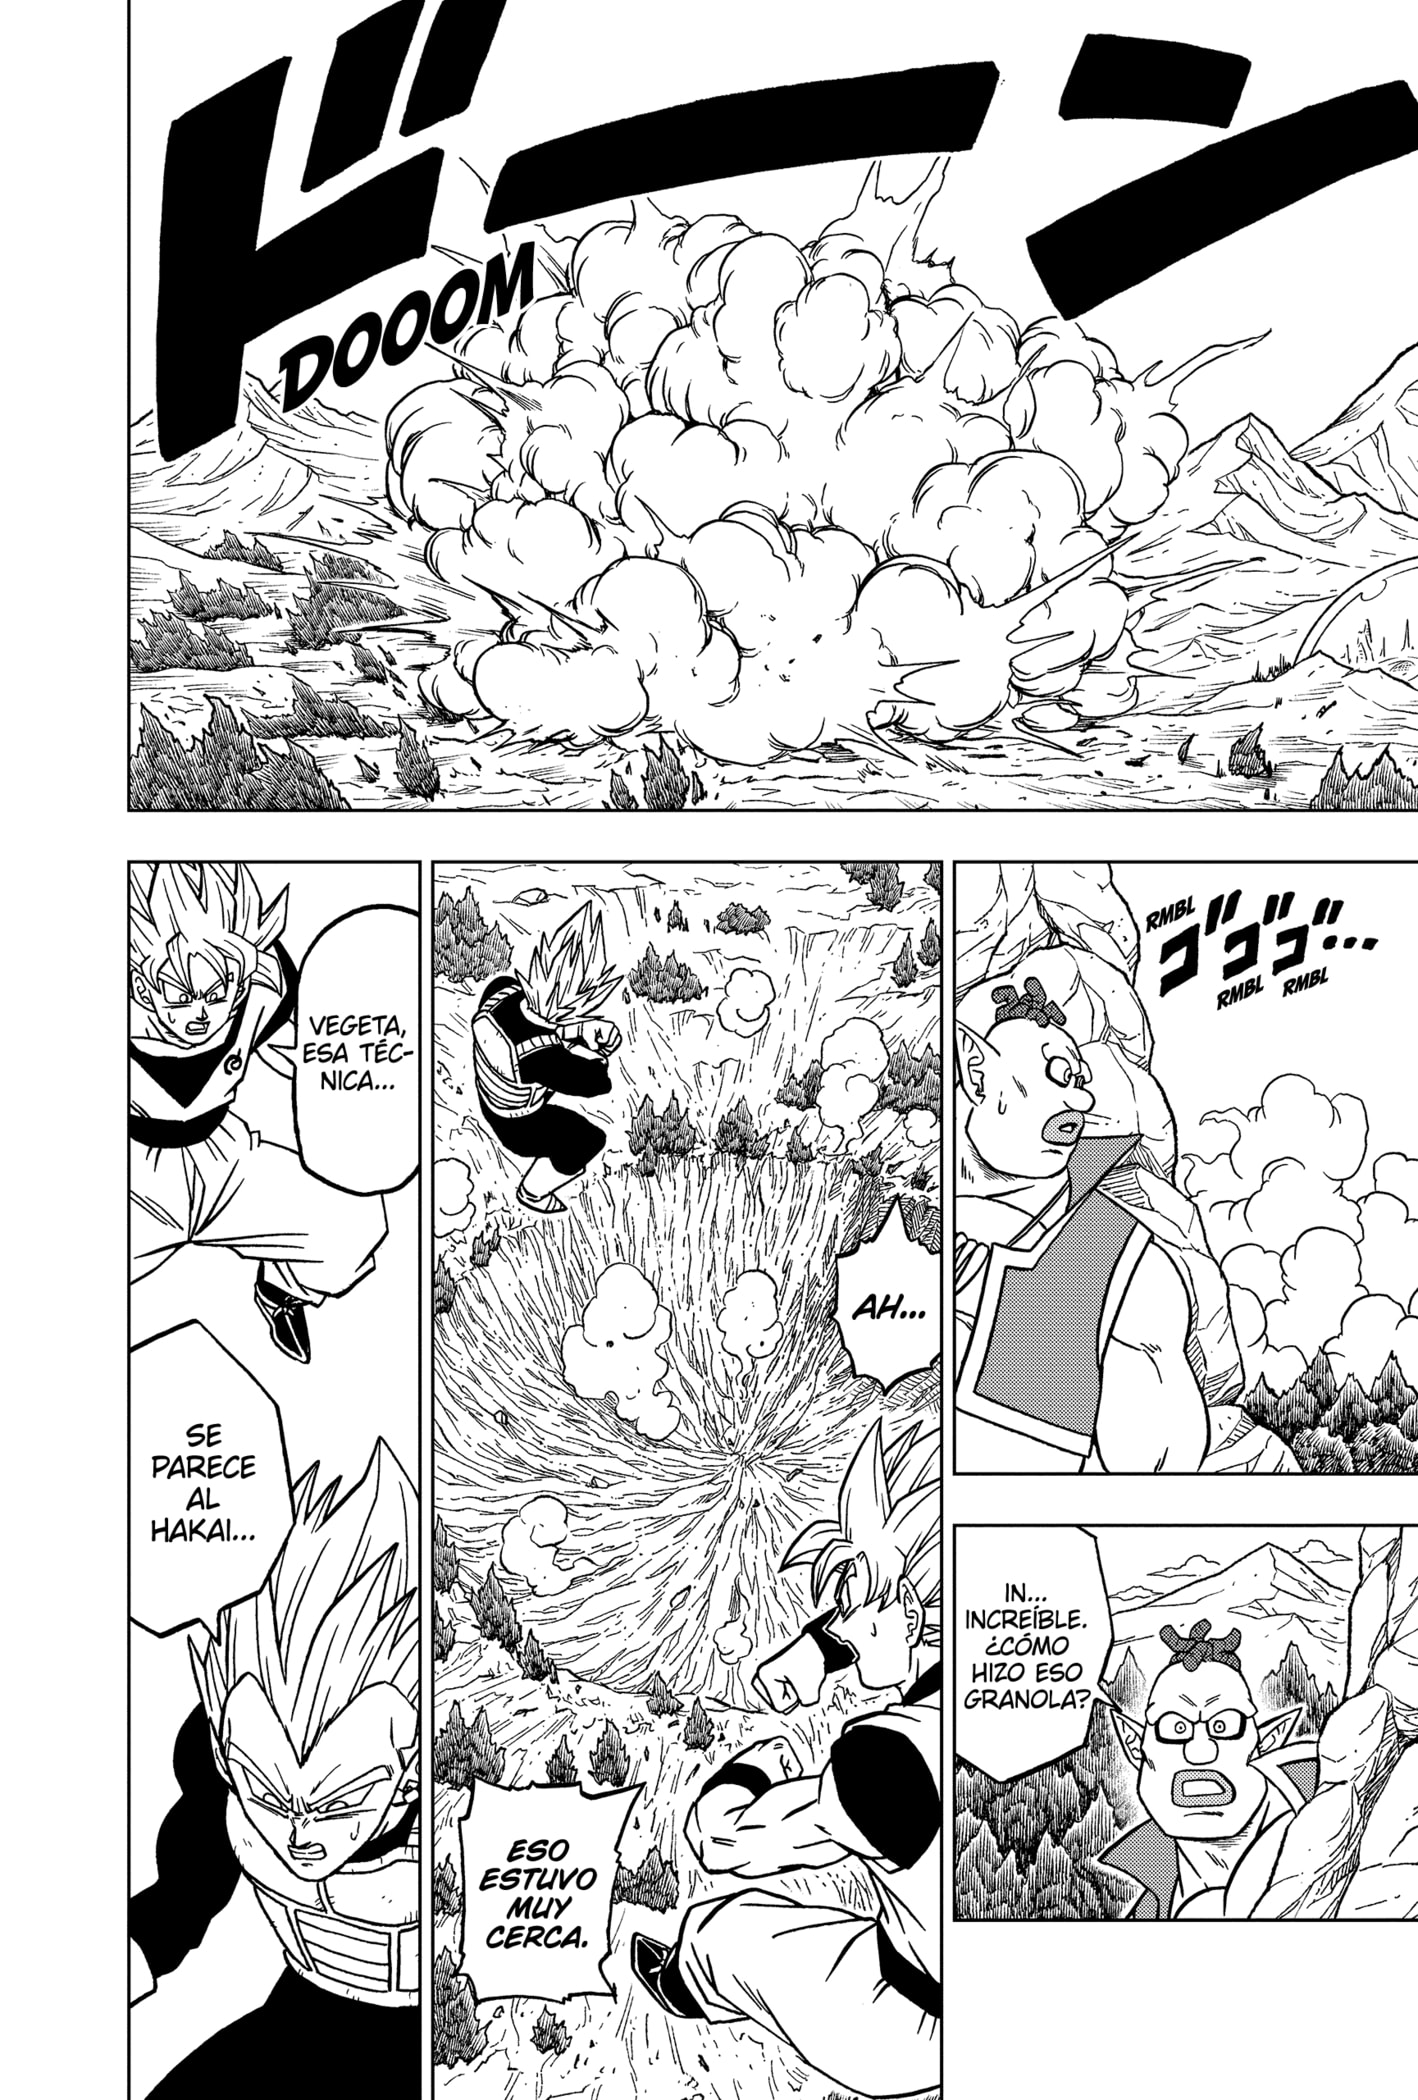 ドーン
DOOOM
RMBL
ゴゴゴ...
RMBL
RMBL
IN...
INCREÍBLE.
¿CÓMO
HIZO ESO
GRANOLA?
AH...
ESO
ESTUVO
MUY
CERCA.
VEGETA,
ESA TÉC-
NICA...
SE
PARECE
AL
HAKAI...